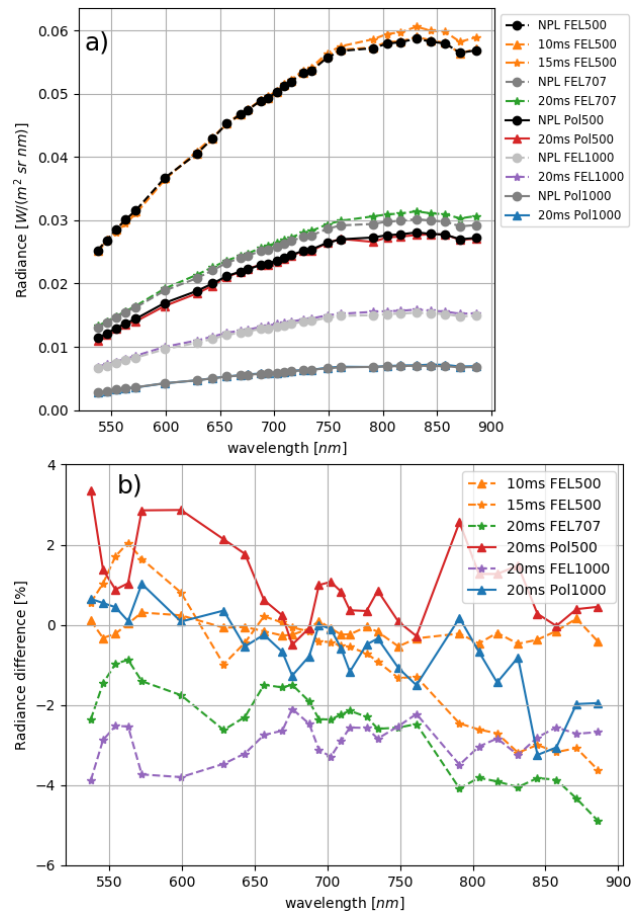 a)
0.06
0.05
0.04
0.03
0.02
0.01
0.00
Radiance [W/(m² sr nm)]
550
600
650
700
750
800
850
900
wavelength [nm]
NPL FEL500
10ms FEL500
15ms FEL500
NPL FEL707
20ms FEL707
NPL Pol500
20ms Pol500
NPL FEL1000
20ms FEL1000
NPL Pol1000
20ms Pol1000
b)
4
2
0
−2
−4
−6
Radiance difference [%]
550
600
650
700
750
800
850
900
wavelength [nm]
10ms FEL500
15ms FEL500
20ms FEL707
20ms Pol500
20ms FEL1000
20ms Pol1000